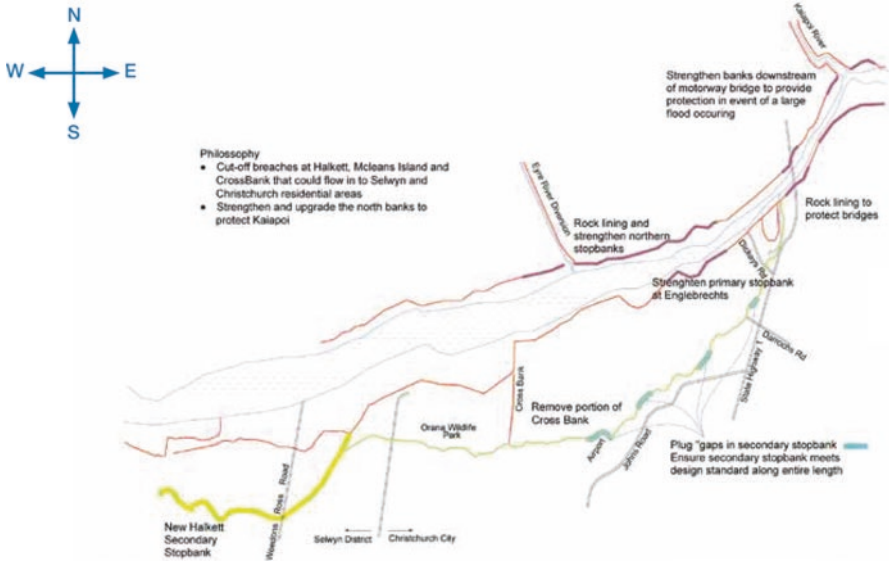 N
W
E
S
Kaiapoi River
Strengthen banks downstream
of motorway bridge to provide
protection in event of a large
flood occuring
Philossophy
• Cut-off breaches at Halkett, Mcleans Island and
CrossBank that could flow in to Selwyn and
Christchurch residential areas
• Strengthen and upgrade the north banks to
protect Kaiapoi
Eyre River Diversion
Rock lining and
strengthen northern
stopbanks
Rock lining to
protect bridges
Dickeys Rd
Strenghten primary stopbank
at Englebrechts
Darrochs Rd
State Highway 1
Cross Bank
Remove portion of
Cross Bank
Orana Wildlife
Park
Airport
Johns Road
Plug "gaps in secondary stopbank
Ensure secondary stopbank meets
design standard along entire length
Weedons Ross Road
New Halkett
Secondary
Stopbank
Selwyn District
Christchurch City